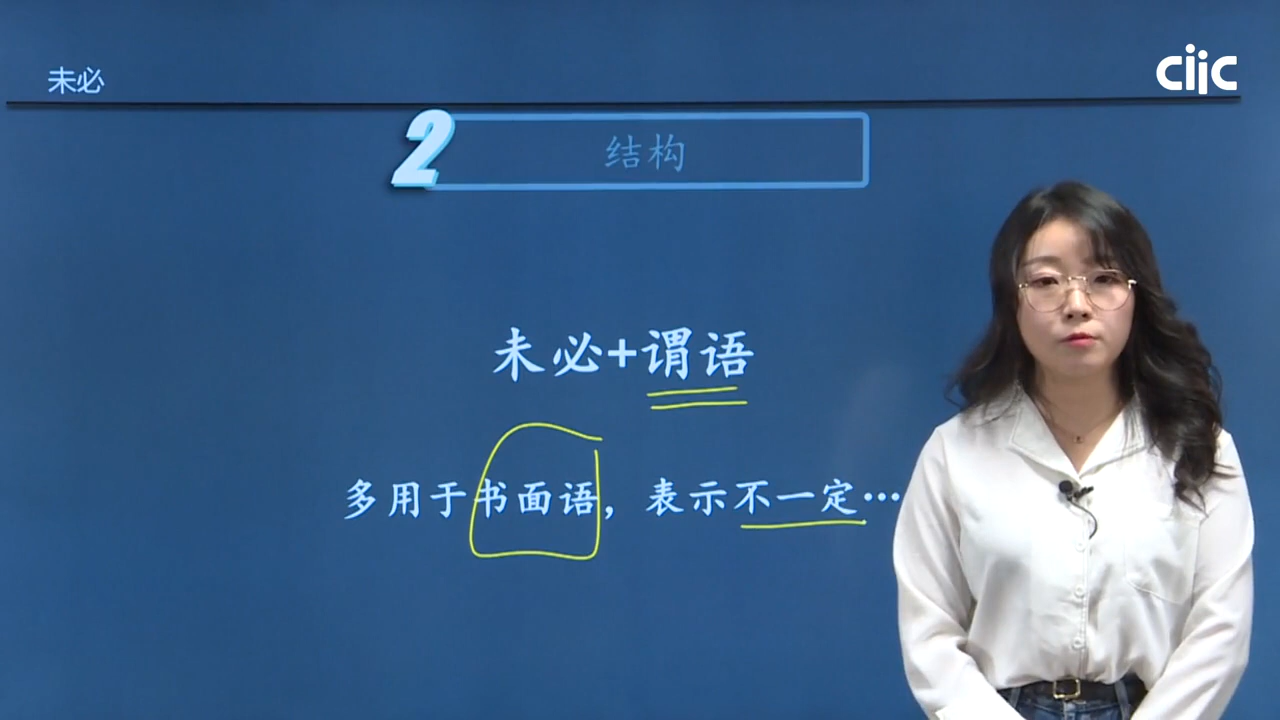 未必
ciic
2 结构
未必+谓语
多用于书面语，表示不一定…